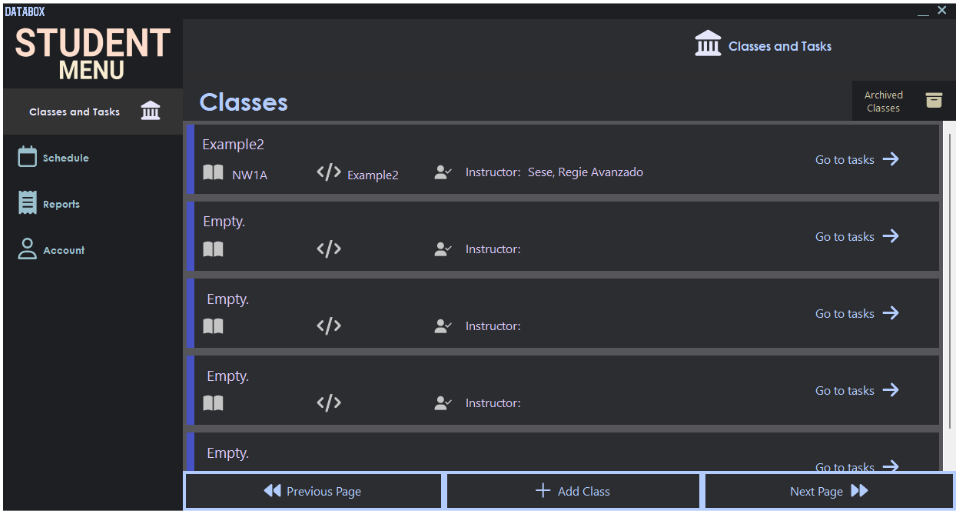 DATABOX
STUDENT
MENU
Classes and Tasks
Classes and Tasks
Schedule
Reports
Account
Classes
Archived
Classes
Example2
NW1A Example2 Instructor: Sese, Regie Avanzado
Go to tasks
Empty.
Instructor:
Go to tasks
Empty.
Instructor:
Go to tasks
Empty.
Instructor:
Go to tasks
Empty.
Go to tasks
Previous Page Add Class Next Page